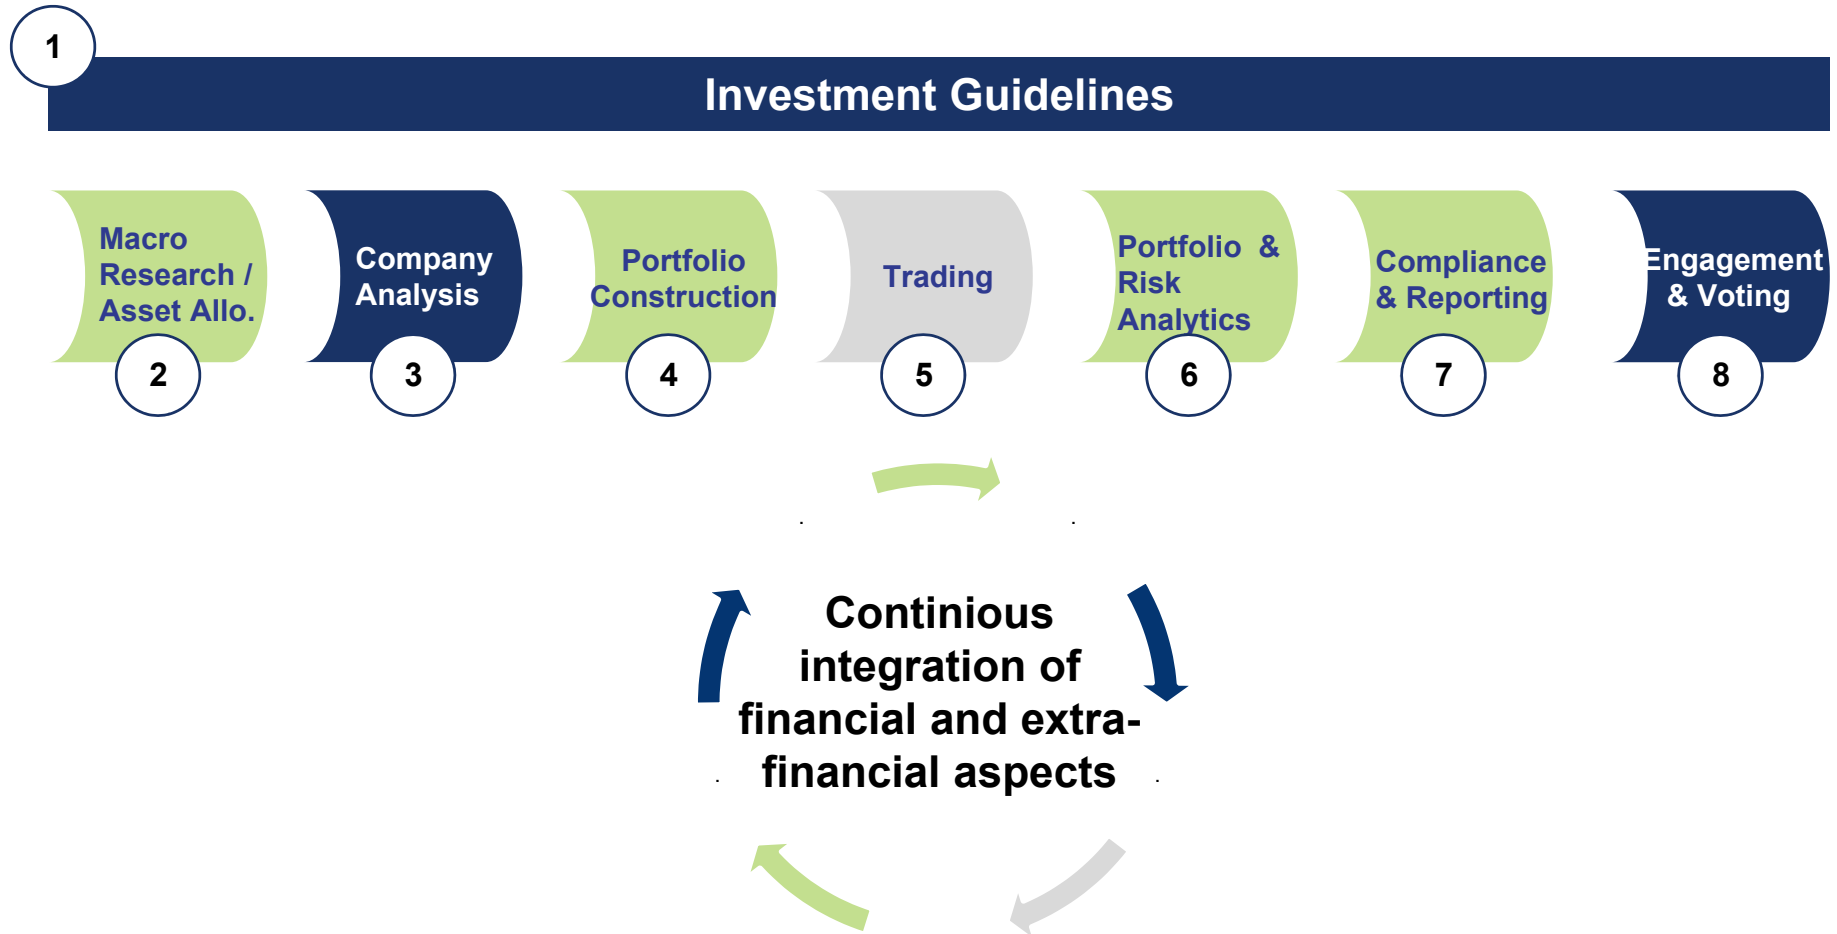 1
Investment Guidelines
Macro
Research /
Asset Allo.
2
Company
Analysis
3
Portfolio
Construction
4
Trading
5
Portfolio &
Risk
Analytics
6
Compliance
& Reporting
7
Engagement
& Voting
8
Continious
integration of
financial and extra-
financial aspects